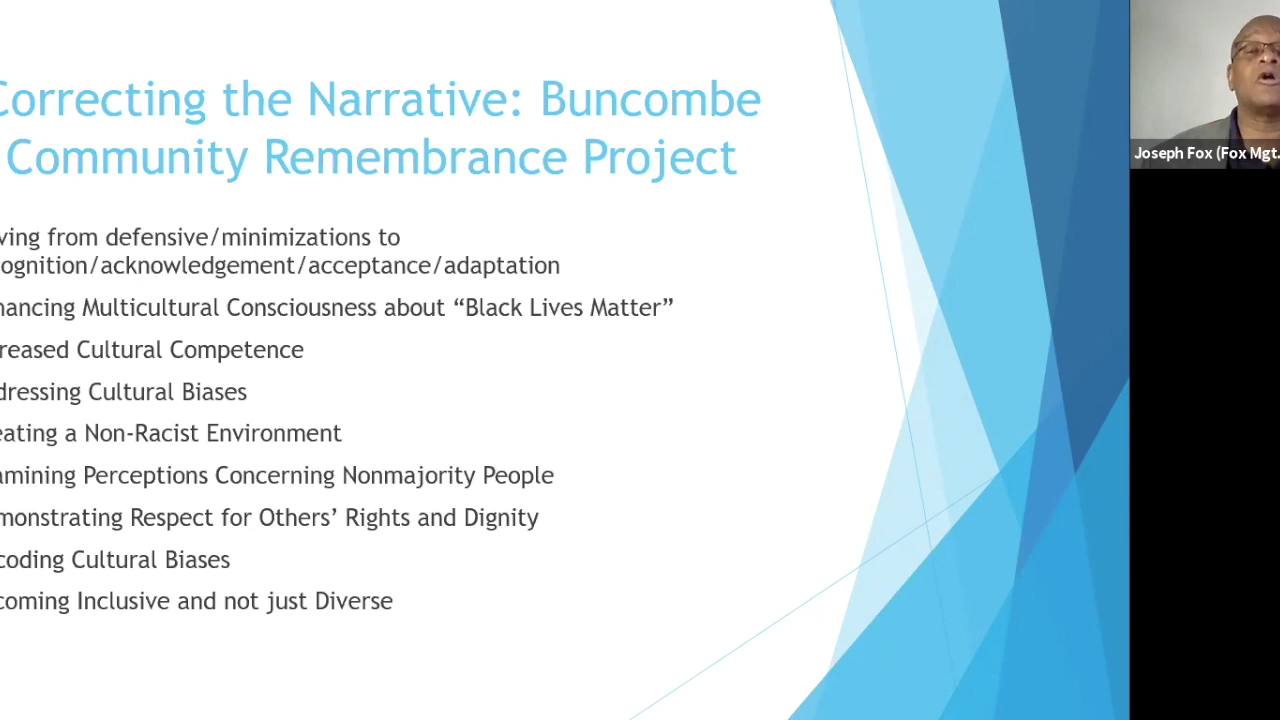 Correcting the Narrative: Buncombe
Community Remembrance Project
ving from defensive/minimizations to
ognition/acknowledgement/acceptance/adaptation
nancing Multicultural Consciousness about “Black Lives Matter”
reased Cultural Competence
dressing Cultural Biases
eating a Non-Racist Environment
amining Perceptions Concerning Nonmajority People
monstrating Respect for Others’ Rights and Dignity
coding Cultural Biases
coming Inclusive and not just Diverse
Joseph Fox (Fox Mgt.